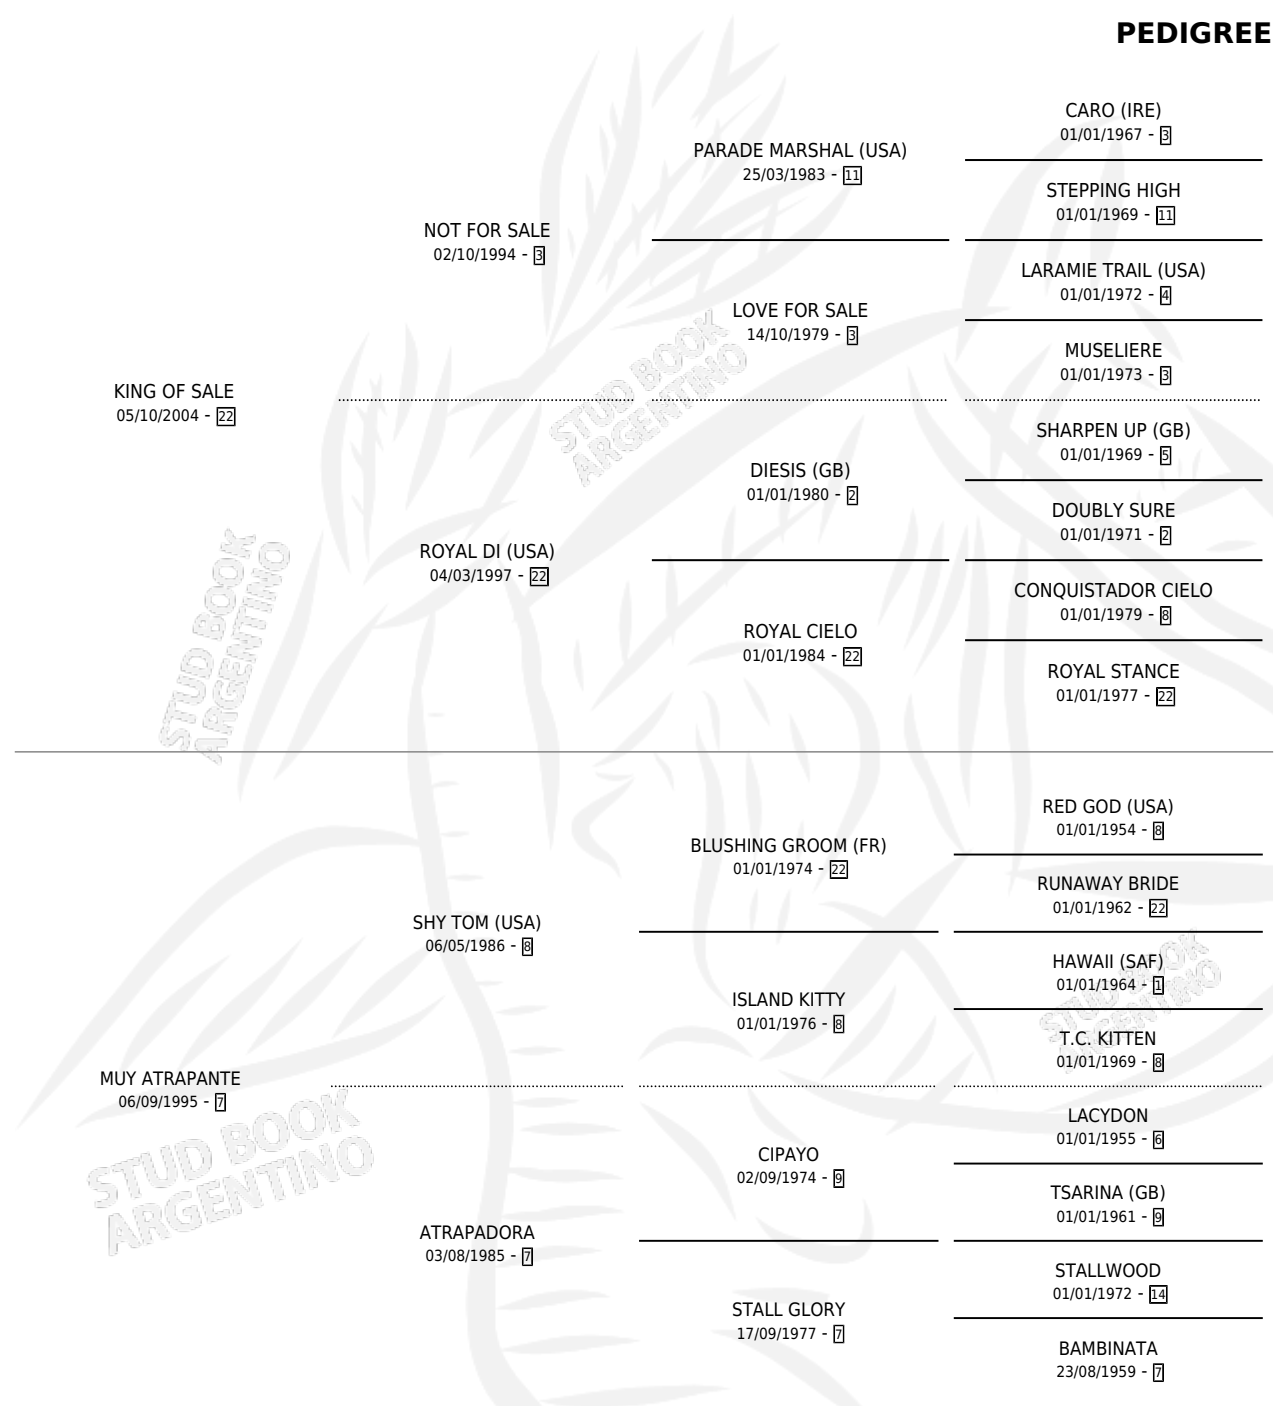 PEDIGREE
CARO (IRE)
01/01/1967 - 3
PARADE MARSHAL (USA)
25/03/1983 - 11
STEPPING HIGH
01/01/1969 - 11
NOT FOR SALE
02/10/1994 - 3
LARAMIE TRAIL (USA)
01/01/1972 - 4
LOVE FOR SALE
14/10/1979 - 3
MUSELIERE
01/01/1973 - 3
KING OF SALE
05/10/2004 - 22
SHARPEN UP (GB)
01/01/1969 - 5
DIESIS (GB)
01/01/1980 - 2
DOUBLY SURE
01/01/1971 - 2
ROYAL DI (USA)
04/03/1997 - 22
CONQUISTADOR CIELO
01/01/1979 - 8
ROYAL CIELO
01/01/1984 - 22
ROYAL STANCE
01/01/1977 - 22
RED GOD (USA)
01/01/1954 - 8
BLUSHING GROOM (FR)
01/01/1974 - 22
RUNAWAY BRIDE
01/01/1962 - 22
SHY TOM (USA)
06/05/1986 - 8
HAWAII (SAF)
01/01/1964 - 1
ISLAND KITTY
01/01/1976 - 8
T.C. KITTEN
01/01/1969 - 8
MUY ATRAPANTE
06/09/1995 - 7
LACYDON
01/01/1955 - 6
CIPAYO
02/09/1974 - 9
TSARINA (GB)
01/01/1961 - 9
ATRAPADORA
03/08/1985 - 7
STALLWOOD
01/01/1972 - 14
STALL GLORY
17/09/1977 - 7
BAMBINATA
23/08/1959 - 7
STUD BOOK
ARGENTINO
STUD BOOK
ARGENTINO
STUD BOOK
ARGENTINO
STUD BOOK
ARGENTINO